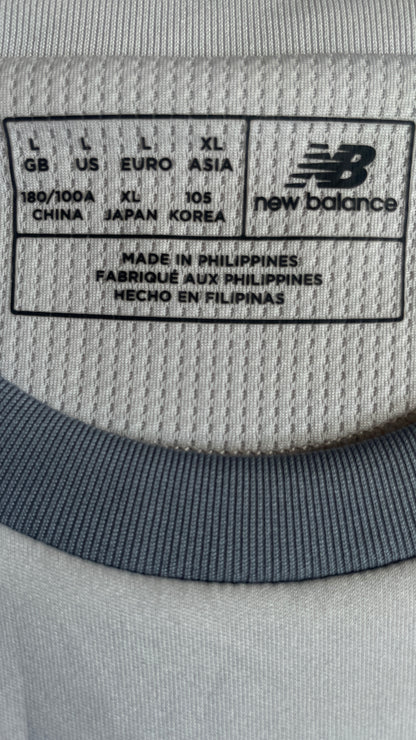 L L L XL
GB US EURO ASIA
180/100A XL 105
CHINA JAPAN KOREA
NB
new balance
MADE IN PHILIPPINES
FABRIQUÉ AUX PHILIPPINES
HECHO EN FILIPINAS